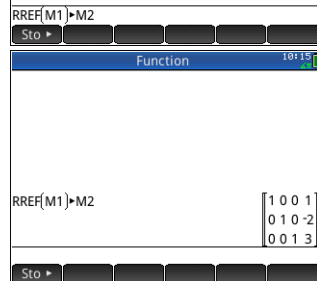 RREF(M1)▶M2
Sto ▶
Function
10:15
RREF(M1)▶M2
[1 0 0 1
0 1 0 -2
0 0 1 3]
Sto ▶